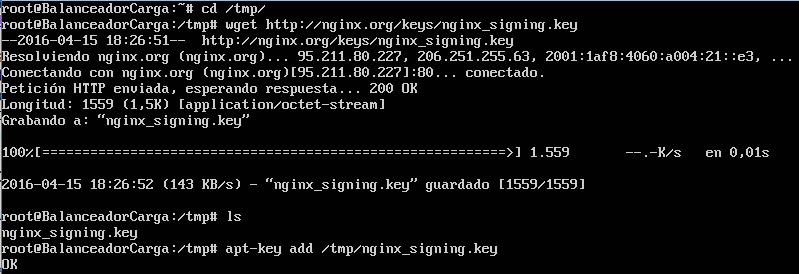 root@BalanceadorCarga:~# cd /tmp/
root@BalanceadorCarga:/tmp# wget http://nginx.org/keys/nginx_signing.key
--2016-04-15 18:26:51--  http://nginx.org/keys/nginx_signing.key
Resolviendo nginx.org (nginx.org)... 95.211.80.227, 206.251.255.63, 2001:1af8:4060:a004:21::e3, ...
Conectando con nginx.org (nginx.org)[95.211.80.227]:80... conectado.
Petición HTTP enviada, esperando respuesta... 200 OK
Longitud: 1559 (1,5K) [application/octet-stream]
Grabando a: “nginx_signing.key”
100%[=========================================================>] 1.559       --.-K/s   en 0,01s
2016-04-15 18:26:52 (143 KB/s) - “nginx_signing.key” guardado [1559/1559]
root@BalanceadorCarga:/tmp# ls
nginx_signing.key
root@BalanceadorCarga:/tmp# apt-key add /tmp/nginx_signing.key
OK